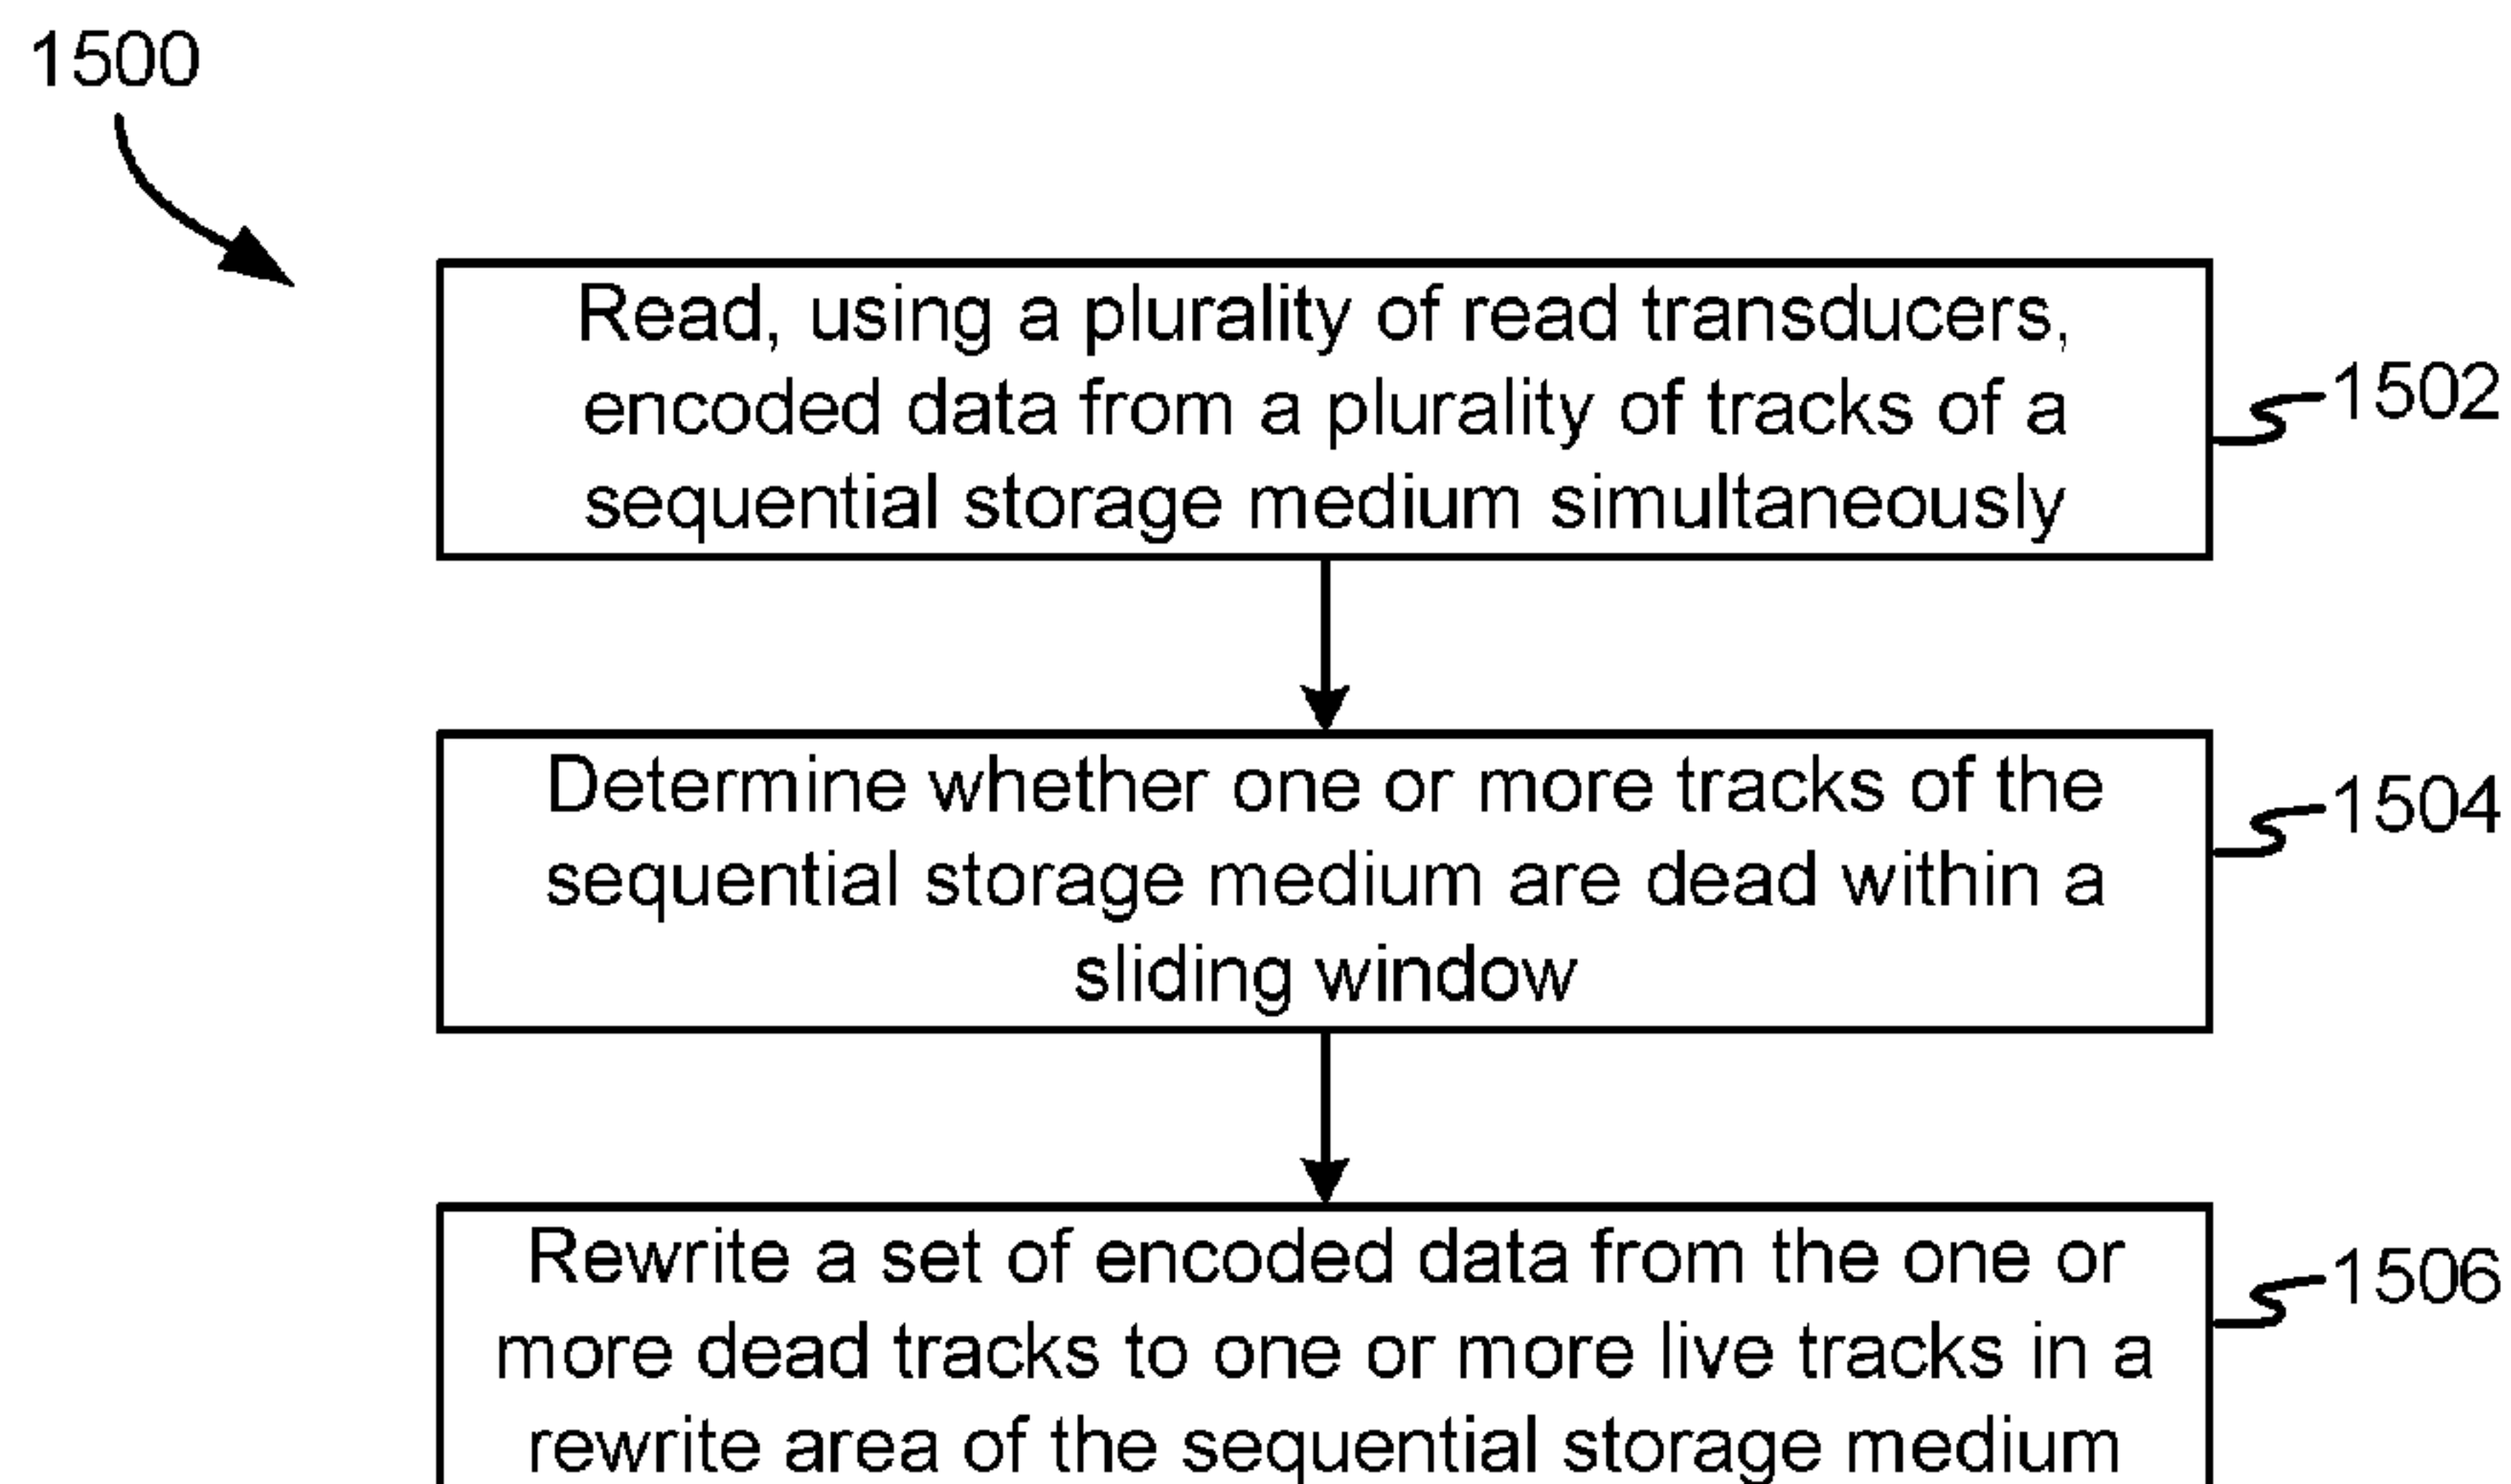 1500
Read, using a plurality of read transducers,
encoded data from a plurality of tracks of a
sequential storage medium simultaneously
1502
Determine whether one or more tracks of the
sequential storage medium are dead within a
sliding window
1504
Rewrite a set of encoded data from the one or
more dead tracks to one or more live tracks in a
rewrite area of the sequential storage medium
1506